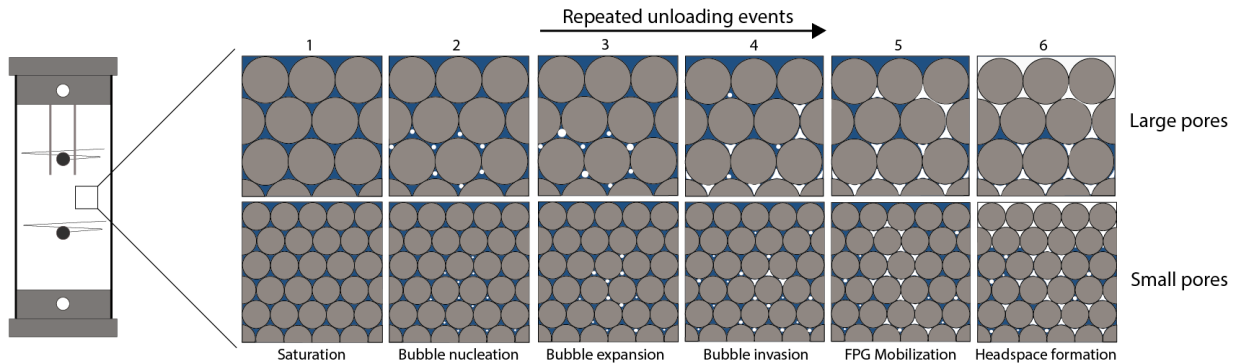 Repeated unloading events
1 2 3 4 5 6
Large pores
Small pores
Saturation Bubble nucleation Bubble expansion Bubble invasion FPG Mobilization Headspace formation